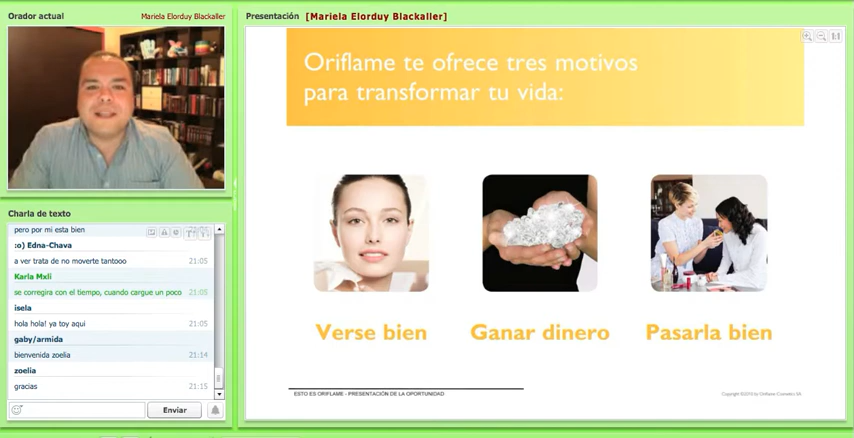 Orador actual
Mariela Elorduy Blackaller
Charla de texto
pero por mi esta bien
:o) Edna-Chava
a ver trata de no moverte tantooo 21:05
Karla Mxli
se corregira con el tiempo, cuando cargue un poco 21:05
isela
hola hola! ya toy aqui 21:05
gaby/armida
bienvenida zoelia 21:14
zoelia
gracias 21:15
Enviar
Presentación [Mariela Elorduy Blackaller]
1:1
Oriflame te ofrece tres motivos
para transformar tu vida:
Verse bien
Ganar dinero
Pasarla bien
ESTO ES ORIFLAME - PRESENTACIÓN DE LA OPORTUNIDAD